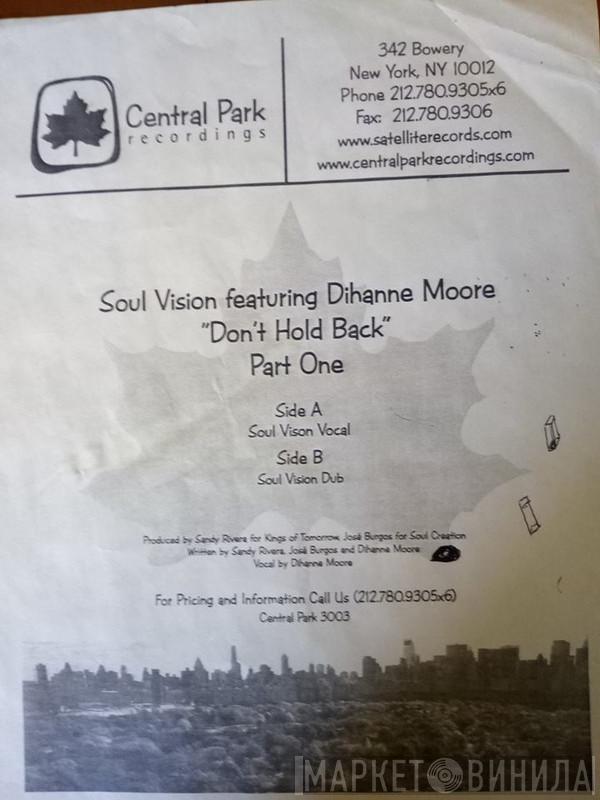 Central Park
recordings
342 Bowery
New York, NY 10012
Phone 212.780.9305x6
Fax: 212.780.9306
www.satelliterecords.com
www.centralparkrecordings.com
Soul Vision featuring Dihanne Moore
"Don't Hold Back"
Part One
Side A
Soul Vison Vocal
Side B
Soul Vision Dub
Produced by Sandy Rivera for Kings of Tomorrow, José Burgos for Soul Creation
Written by Sandy Rivera, José Burgos and Dihanne Moore
Vocal by Dihanne Moore
For Pricing and Information Call Us (212.780.9305x6)
Central Park 3003
МАРКЕТ ВИНИЛА